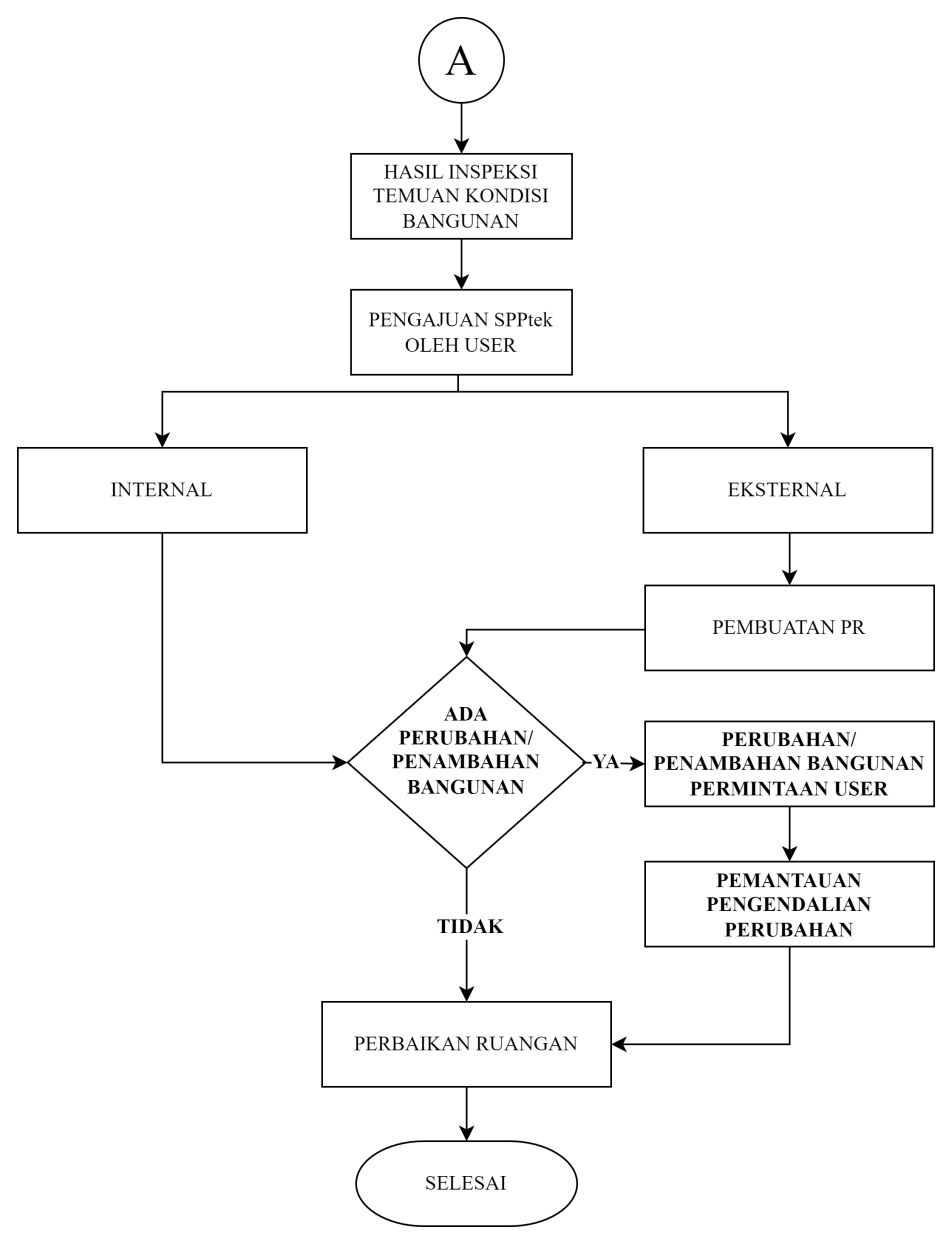 A
HASIL INSPEKSI
TEMUAN KONDISI
BANGUNAN
PENGAJUAN SPPtek
OLEH USER
INTERNAL
EKSTERNAL
PEMBUATAN PR
ADA
PERUBAHAN/
PENAMBAHAN
BANGUNAN
YA
PERUBAHAN/
PENAMBAHAN BANGUNAN
PERMINTAAN USER
PEMANTAUAN
PENGENDALIAN
PERUBAHAN
TIDAK
PERBAIKAN RUANGAN
SELESAI